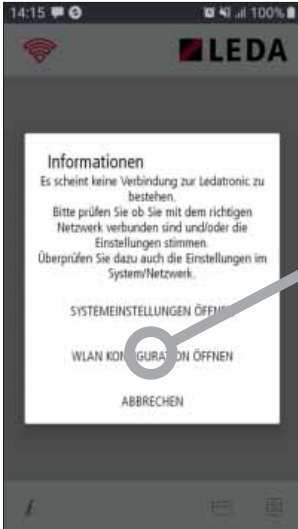 14:15 100%
LEDA
Informationen
Es scheint keine Verbindung zur Ledatronic zu
bestehen.
Bitte prüfen Sie ob Sie mit dem richtigen
Netzwerk verbunden sind und/oder die
Einstellungen stimmen.
Überprüfen Sie dazu auch die Einstellungen im
System/Netzwerk.
SYSTEMEINSTELLUNGEN
WLAN ÖFFNEN
ABBRECHEN
i